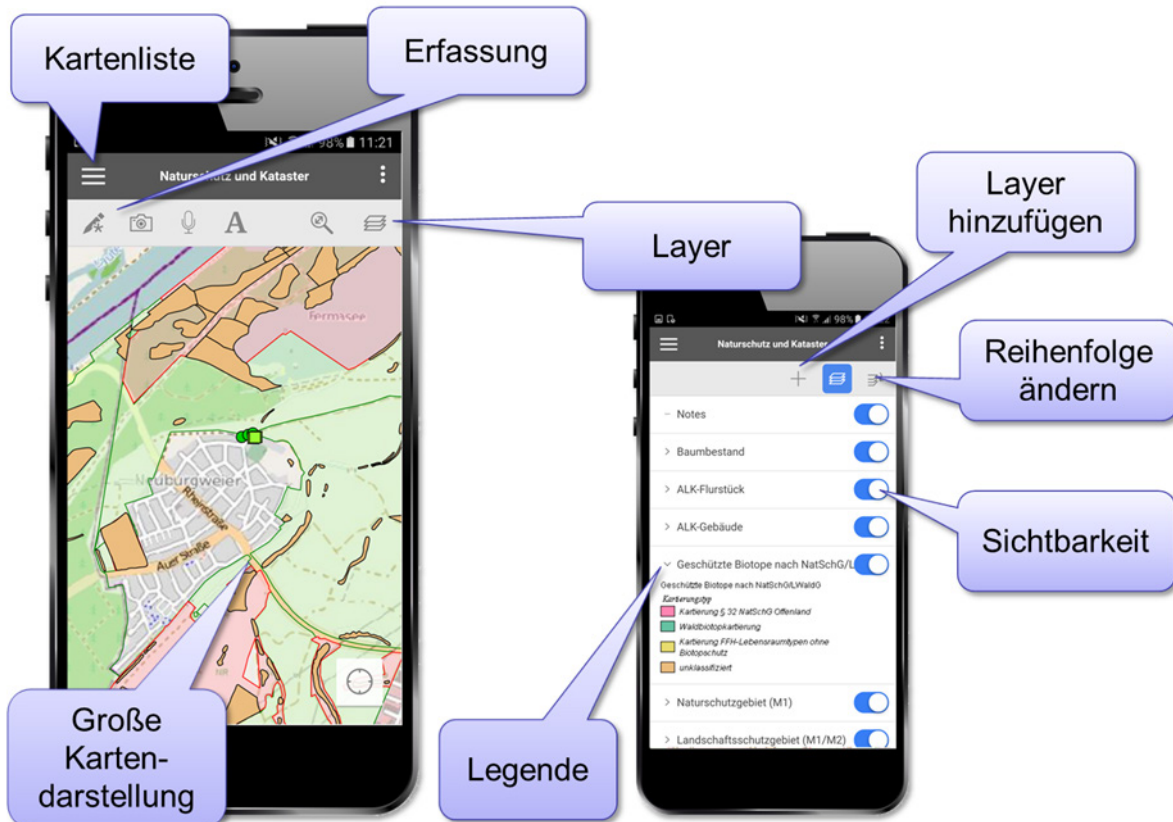 Kartenliste
Erfassung
98% 11:21
Naturschutz und Kataster
A
Layer
Fermasee
Neuburgweier
Rheinstraße
Auer Straße
NR
Große
Karten-
darstellung
Layer
hinzufügen
98%
Naturschutz und Kataster
Reihenfolge
ändern
Notes
Baumbestand
ALK-Flurstück
ALK-Gebäude
Sichtbarkeit
Geschützte Biotope nach NatSchG/L
Geschützte Biotope nach NatSchG/LWaldG
Kartierungstyp
Kartierung § 32 NatSchG Offenland
Waldbiotopkartierung
Kartierung FFH-Lebensraumtypen ohne
Biotopschutz
unklassifiziert
Naturschutzgebiet (M1)
Landschaftsschutzgebiet (M1/M2)
Legende